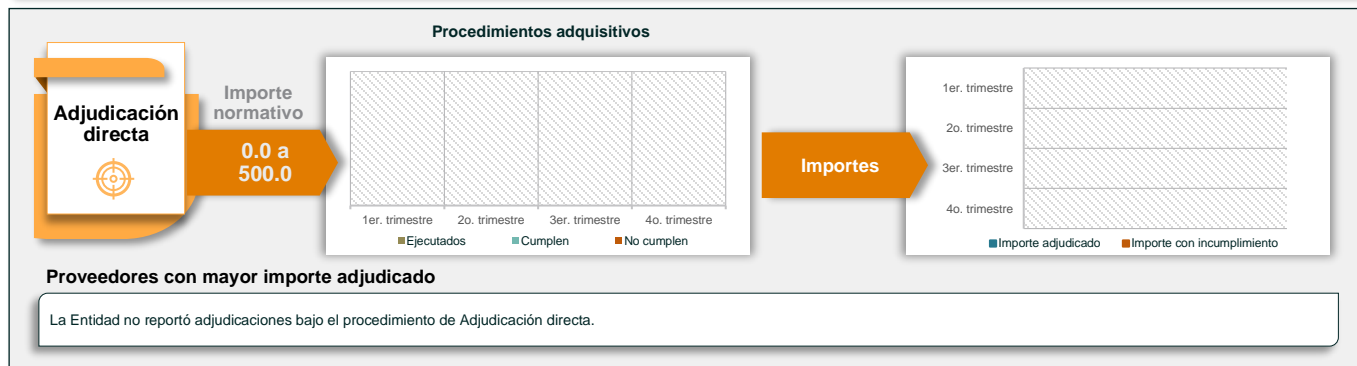 Procedimientos adquisitivos
Adjudicación
directa
Importe
normativo
0.0 a
500.0
1er. trimestre 2o. trimestre 3er. trimestre 4o. trimestre
Ejecutados Cumplen No cumplen
Importes
1er. trimestre
2o. trimestre
3er. trimestre
4o. trimestre
Importe adjudicado Importe con incumplimiento
Proveedores con mayor importe adjudicado
La Entidad no reportó adjudicaciones bajo el procedimiento de Adjudicación directa.